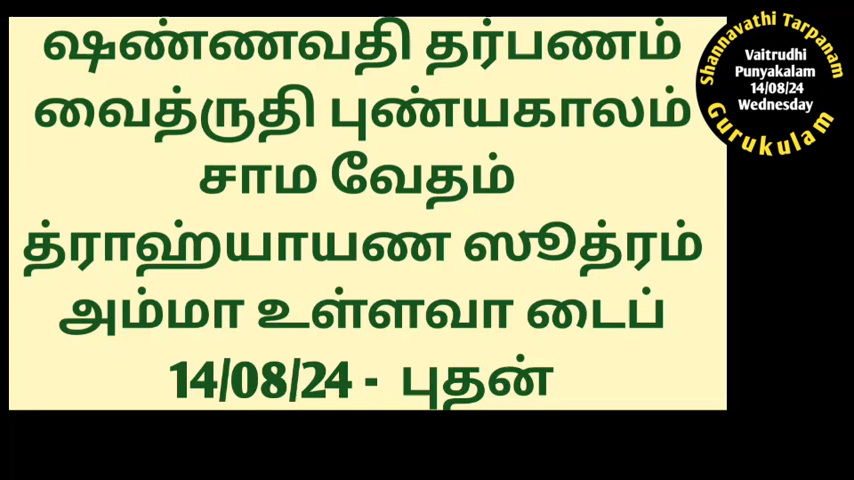 ஷண்ணவதி தர்பணம்
வைத்ருதி புண்யகாலம்
சாம வேதம்
த்ராஹ்யாயண ஸூத்ரம்
அம்மா உள்ளவா டைப்
14/08/24 - புதன்
Shannavathi Tarpanam
Vaitrudhi
Punyakalam
14/08/24
Wednesday
Gurukulam